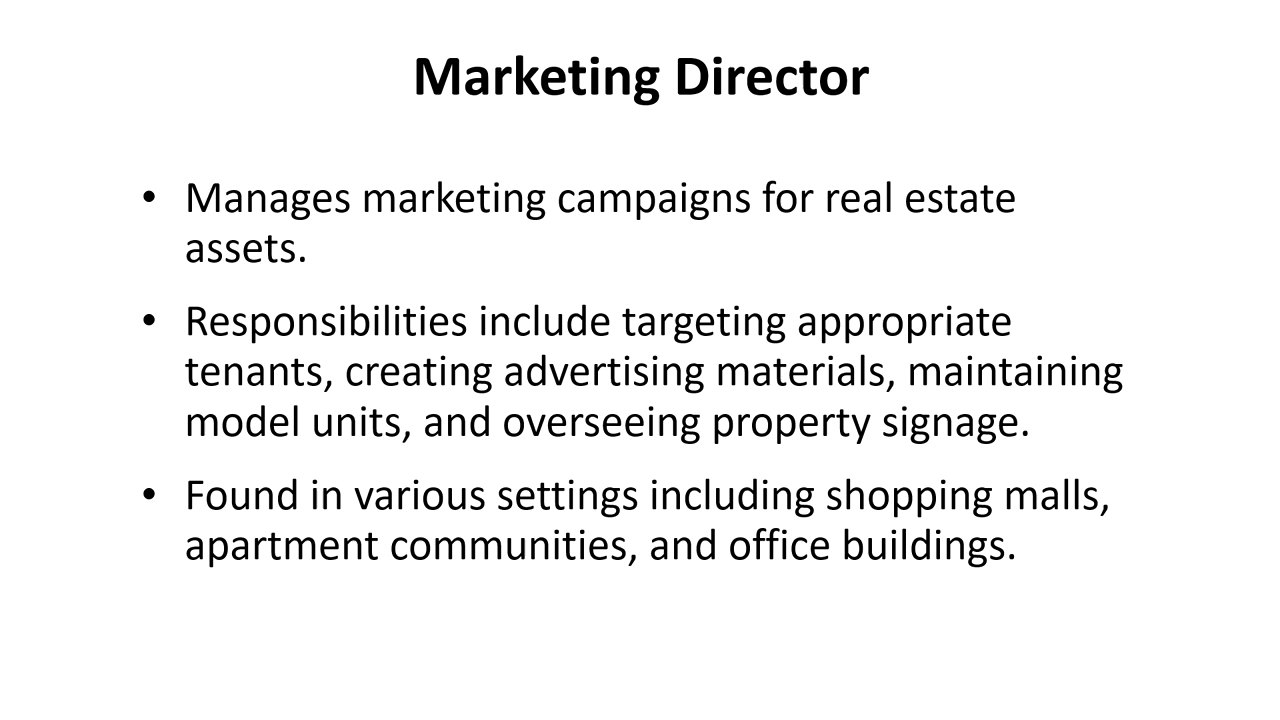 Marketing Director
• Manages marketing campaigns for real estate
assets.
• Responsibilities include targeting appropriate
tenants, creating advertising materials, maintaining
model units, and overseeing property signage.
• Found in various settings including shopping malls,
apartment communities, and office buildings.